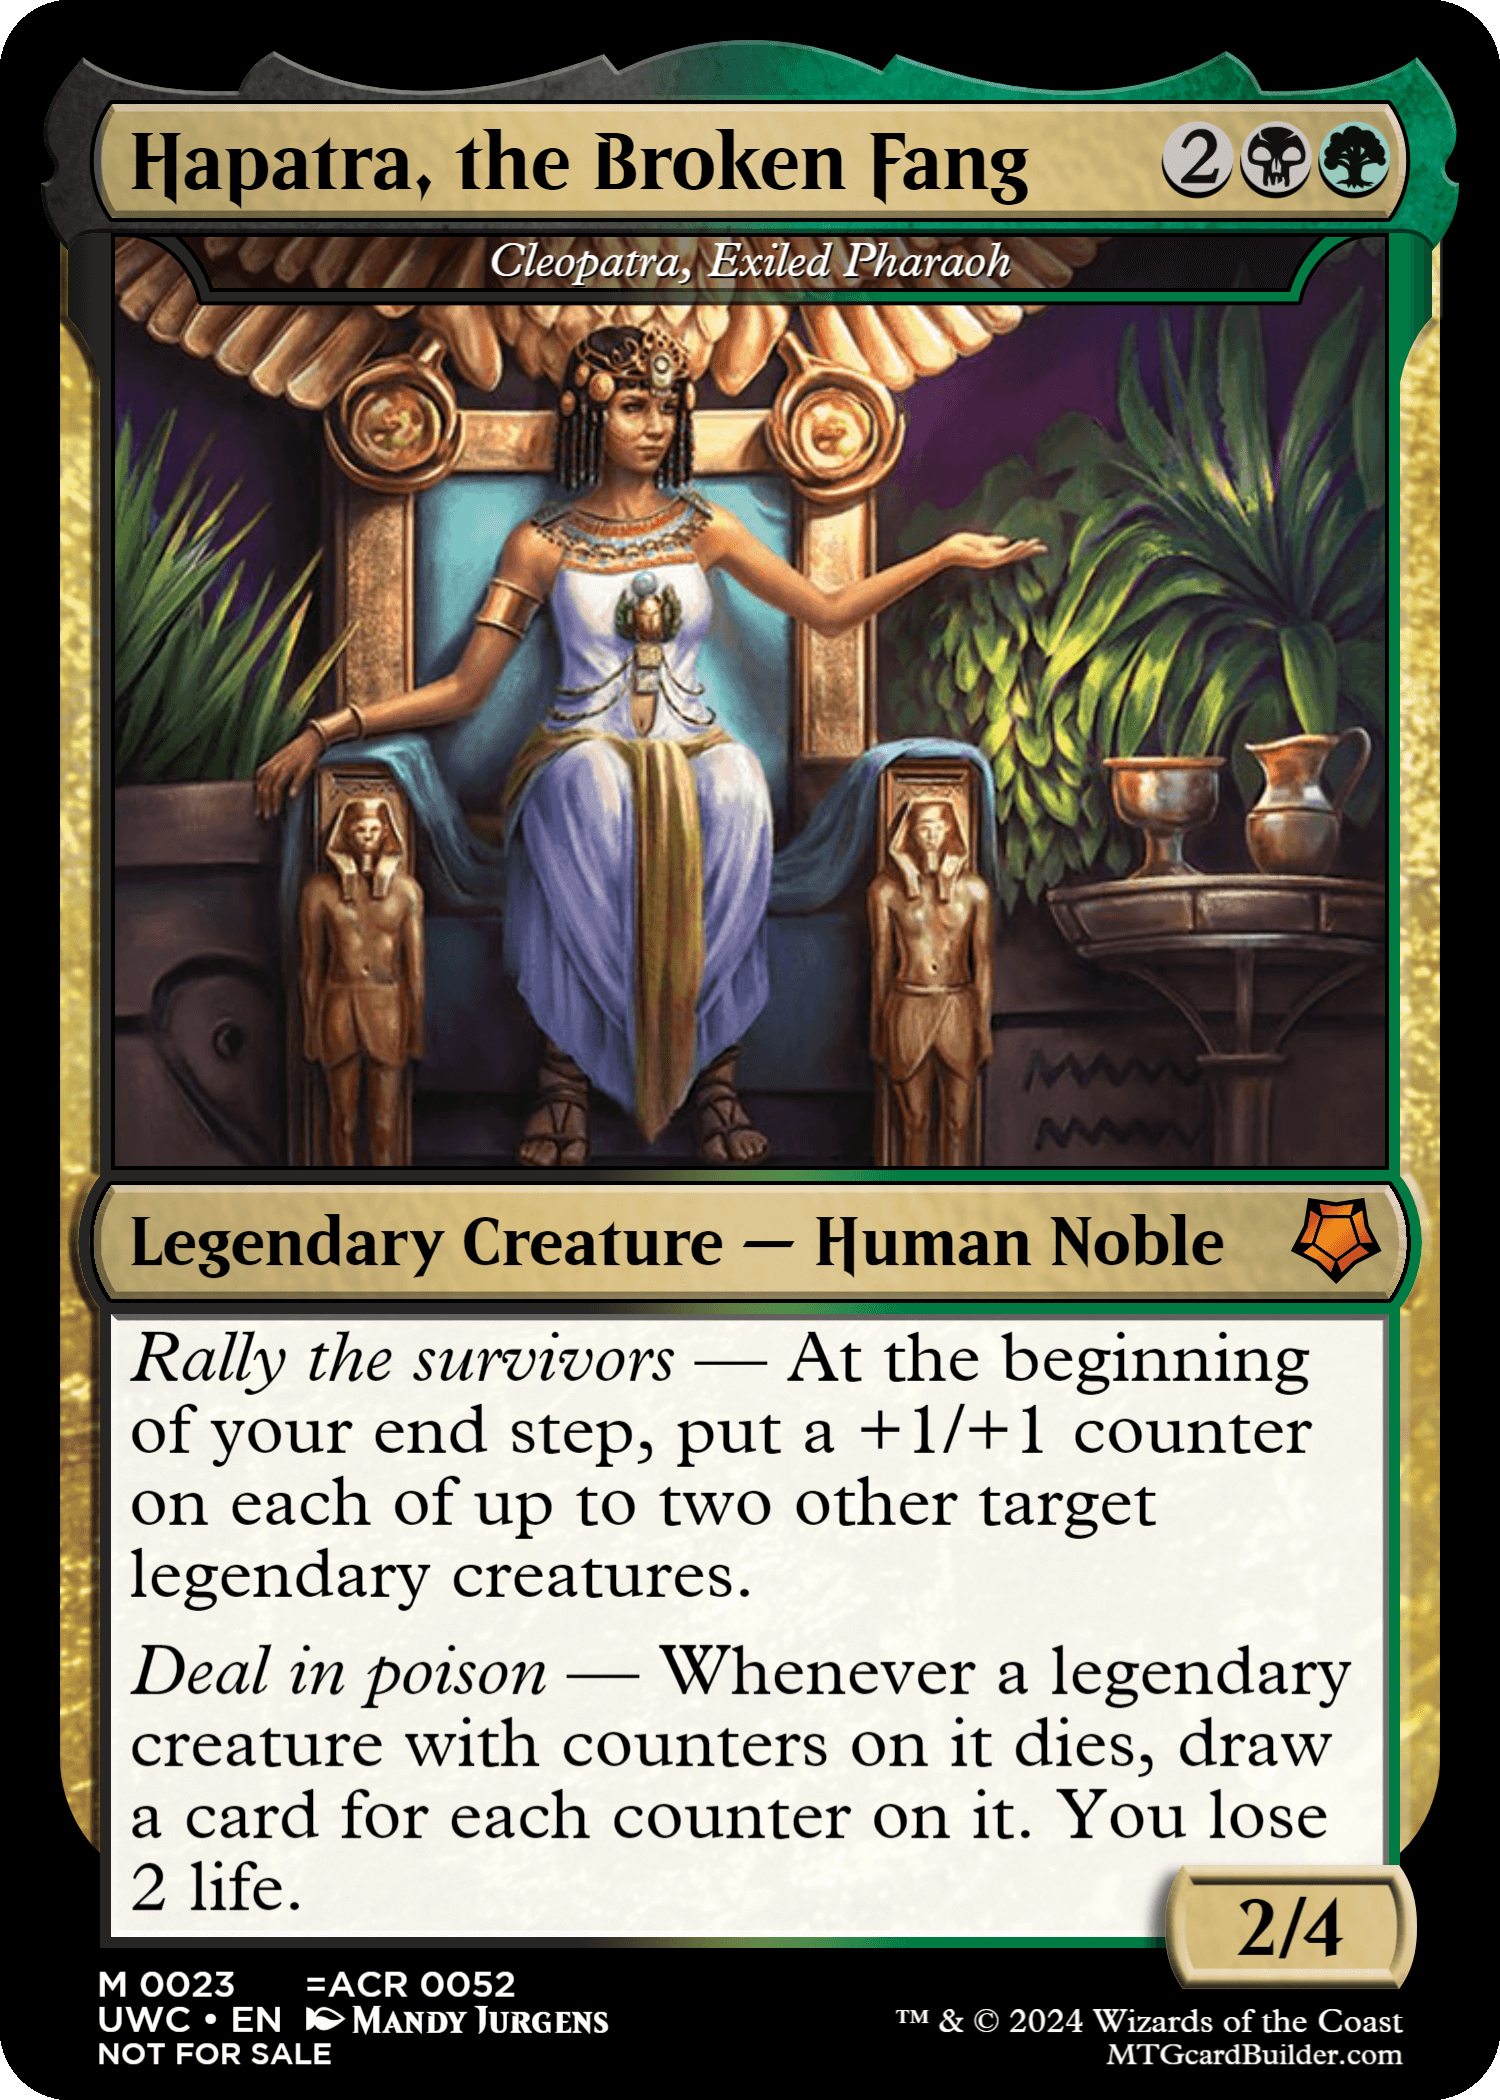 Hapatra, the Broken Fang 2
Cleopatra, Exiled Pharaoh
Legendary Creature — Human Noble
Rally the survivors — At the beginning
of your end step, put a +1/+1 counter
on each of up to two other target
legendary creatures.
Deal in poison — Whenever a legendary
creature with counters on it dies, draw
a card for each counter on it. You lose
2 life.
2/4
M 0023 =ACR 0052
UWC • EN Mandy Jurgens
NOT FOR SALE
™ & © 2024 Wizards of the Coast
MTGcardBuilder.com